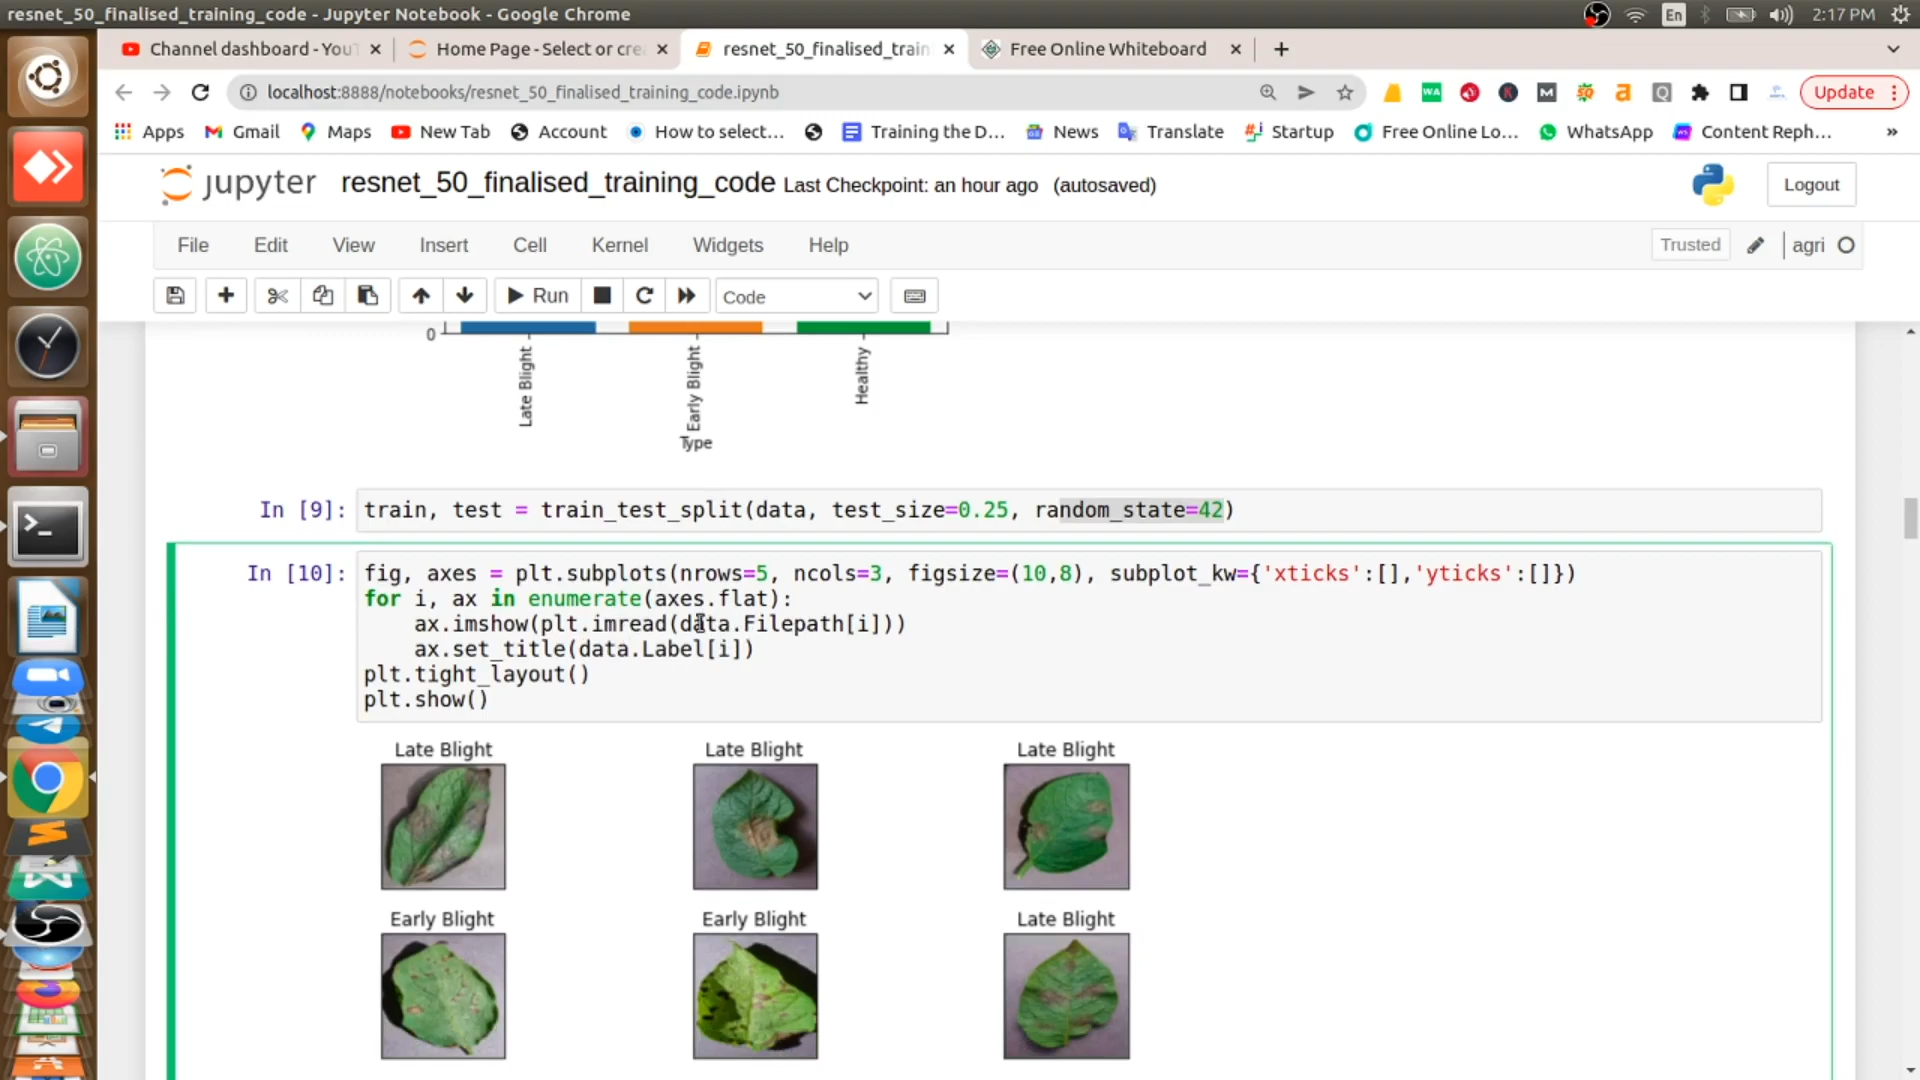 resnet_50_finalised_training_code - Jupyter Notebook - Google Chrome
En
2:17 PM
Channel dashboard - YouT
Home Page - Select or crea
resnet_50_finalised_train
Free Online Whiteboard
localhost:8888/notebooks/resnet_50_finalised_training_code.ipynb
Update
Apps
Gmail
Maps
New Tab
Account
How to select...
Training the D...
News
Translate
Startup
Free Online Lo...
WhatsApp
Content Reph...
»
jupyter resnet_50_finalised_training_code Last Checkpoint: an hour ago (autosaved)
Logout
File
Edit
View
Insert
Cell
Kernel
Widgets
Help
Trusted
agri
Run
Code
0
Late Blight
Early Blight
Healthy
Type
In [9]: train, test = train_test_split(data, test_size=0.25, random_state=42)
In [10]: fig, axes = plt.subplots(nrows=5, ncols=3, figsize=(10,8), subplot_kw={'xticks':[],'yticks':[]})
for i, ax in enumerate(axes.flat):
    ax.imshow(plt.imread(data.Filepath[i]))
    ax.set_title(data.Label[i])
plt.tight_layout()
plt.show()
Late Blight
Late Blight
Late Blight
Early Blight
Early Blight
Late Blight